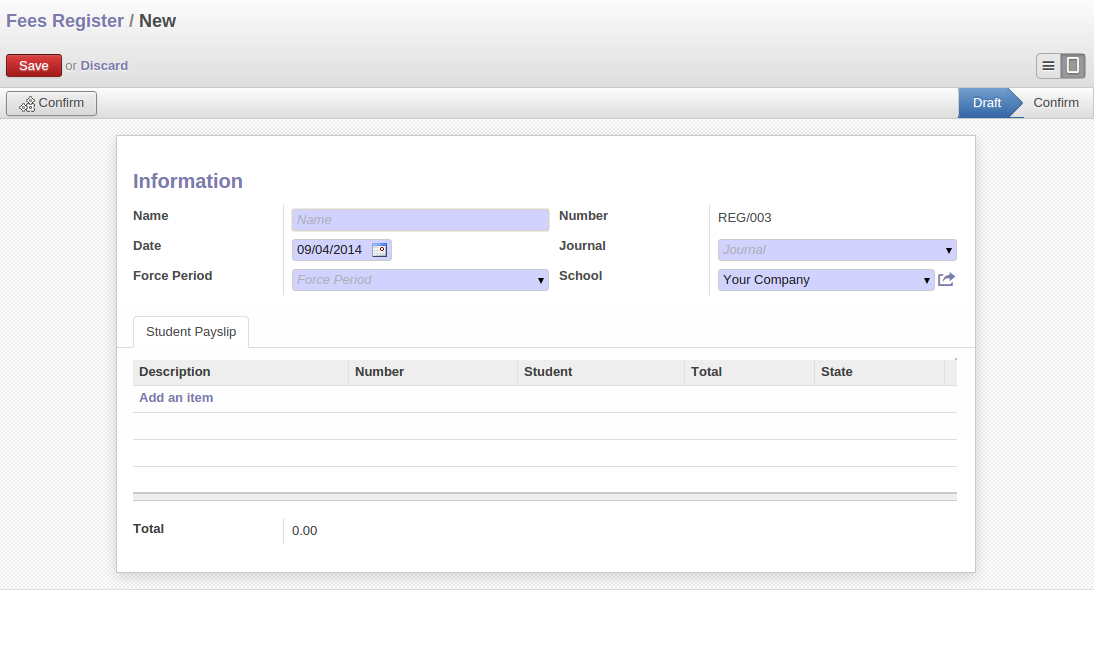 Fees Register / New
Save or Discard
Confirm
Draft Confirm
Information
Name Name Number REG/003
Date 09/04/2014 Journal Journal
Force Period Force Period School Your Company
Student Payslip
Description Number Student Total State
Add an item
Total 0.00